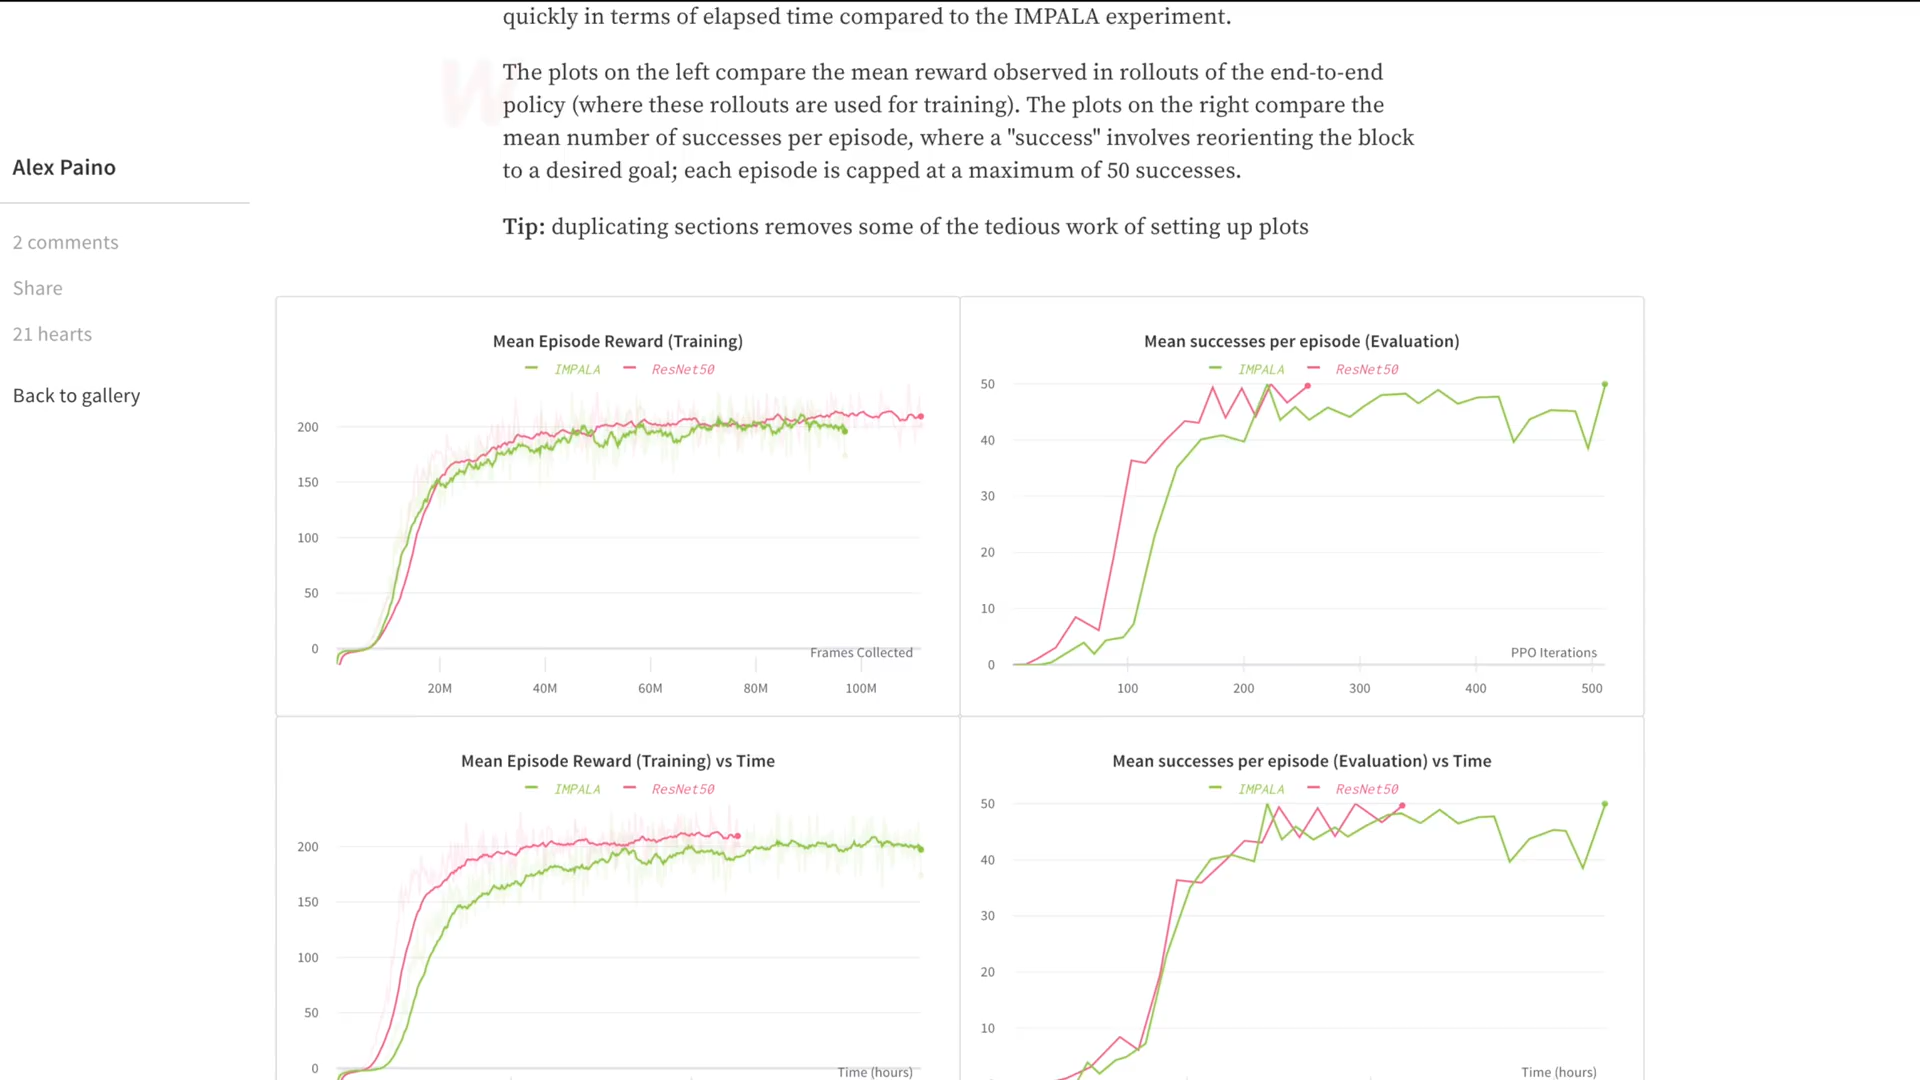 quickly in terms of elapsed time compared to the IMPALA experiment.
W
The plots on the left compare the mean reward observed in rollouts of the end-to-end
policy (where these rollouts are used for training). The plots on the right compare the
mean number of successes per episode, where a "success" involves reorienting the block
to a desired goal; each episode is capped at a maximum of 50 successes.
Tip: duplicating sections removes some of the tedious work of setting up plots
Alex Paino
2 comments
Share
21 hearts
Back to gallery
Mean Episode Reward (Training)
IMPALA ResNet50
200
150
100
50
0
Frames Collected
20M 40M 60M 80M 100M
Mean successes per episode (Evaluation)
IMPALA ResNet50
50
40
30
20
10
0
PPO Iterations
100 200 300 400 500
Mean Episode Reward (Training) vs Time
IMPALA ResNet50
200
150
100
50
0
Time (hours)
Mean successes per episode (Evaluation) vs Time
IMPALA ResNet50
50
40
30
20
10
Time (hours)